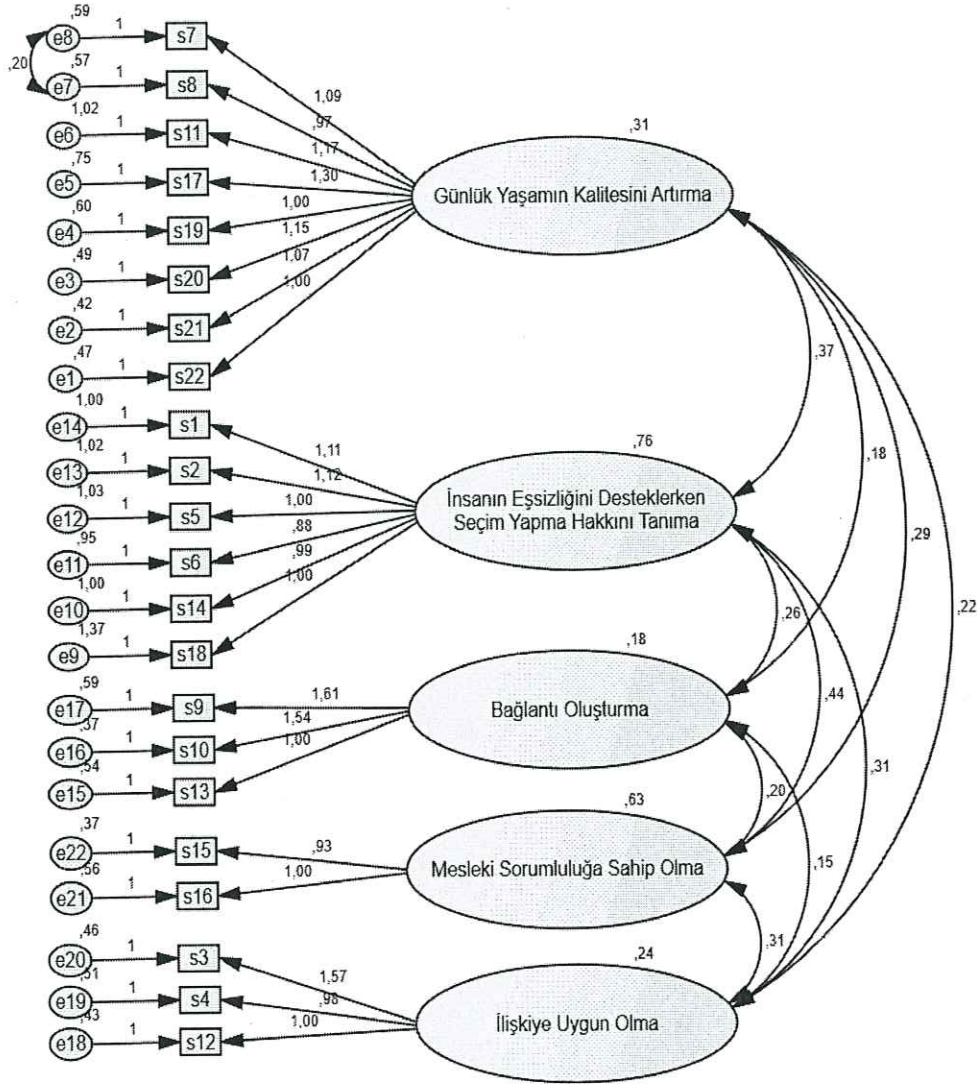 ,59
e8 1 s7
,20
,57
e7 1 s8
1,02
e6 1 s11
,75
e5 1 s17
,60
e4 1 s19
,49
e3 1 s20
,42
e2 1 s21
,47
e1 1 s22
1,09
,97
1,17
1,30
1,00
1,15
1,07
1,00
,31
Günlük Yaşamın Kalitesini Artırma
1,00
e14 1 s1
1,02
e13 1 s2
1,03
e12 1 s5
,95
e11 1 s6
1,00
e10 1 s14
1,37
e9 1 s18
1,11
1,12
1,00
,88
,99
1,00
,76
İnsanın Eşsizliğini Desteklerken
Seçim Yapma Hakkını Tanıma
,59
e17 1 s9
,37
e16 1 s10
,54
e15 1 s13
1,61
1,54
1,00
,18
Bağlantı Oluşturma
,37
e22 1 s15
,56
e21 1 s16
,93
1,00
,63
Mesleki Sorumluluğa Sahip Olma
,46
e20 1 s3
,51
e19 1 s4
,43
e18 1 s12
1,57
,98
1,00
,24
İlişkiye Uygun Olma
,37
,18
,29
,22
,26
,44
,31
,20
,15
,31